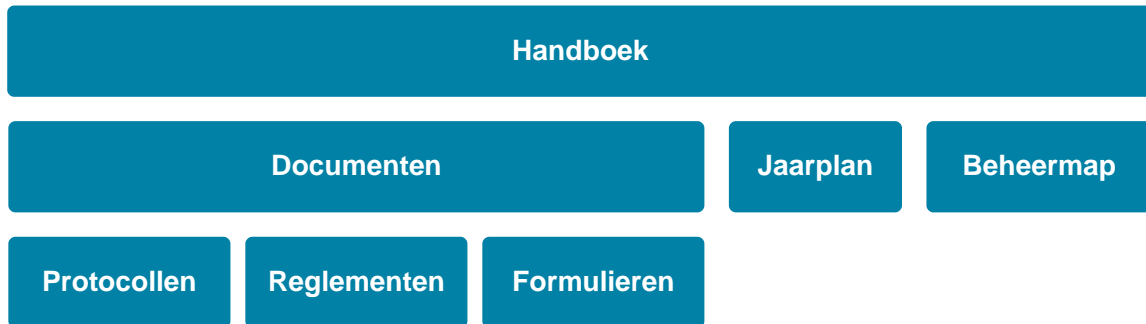 Handboek
Documenten Jaarplan Beheermap
Protocollen Reglementen Formulieren